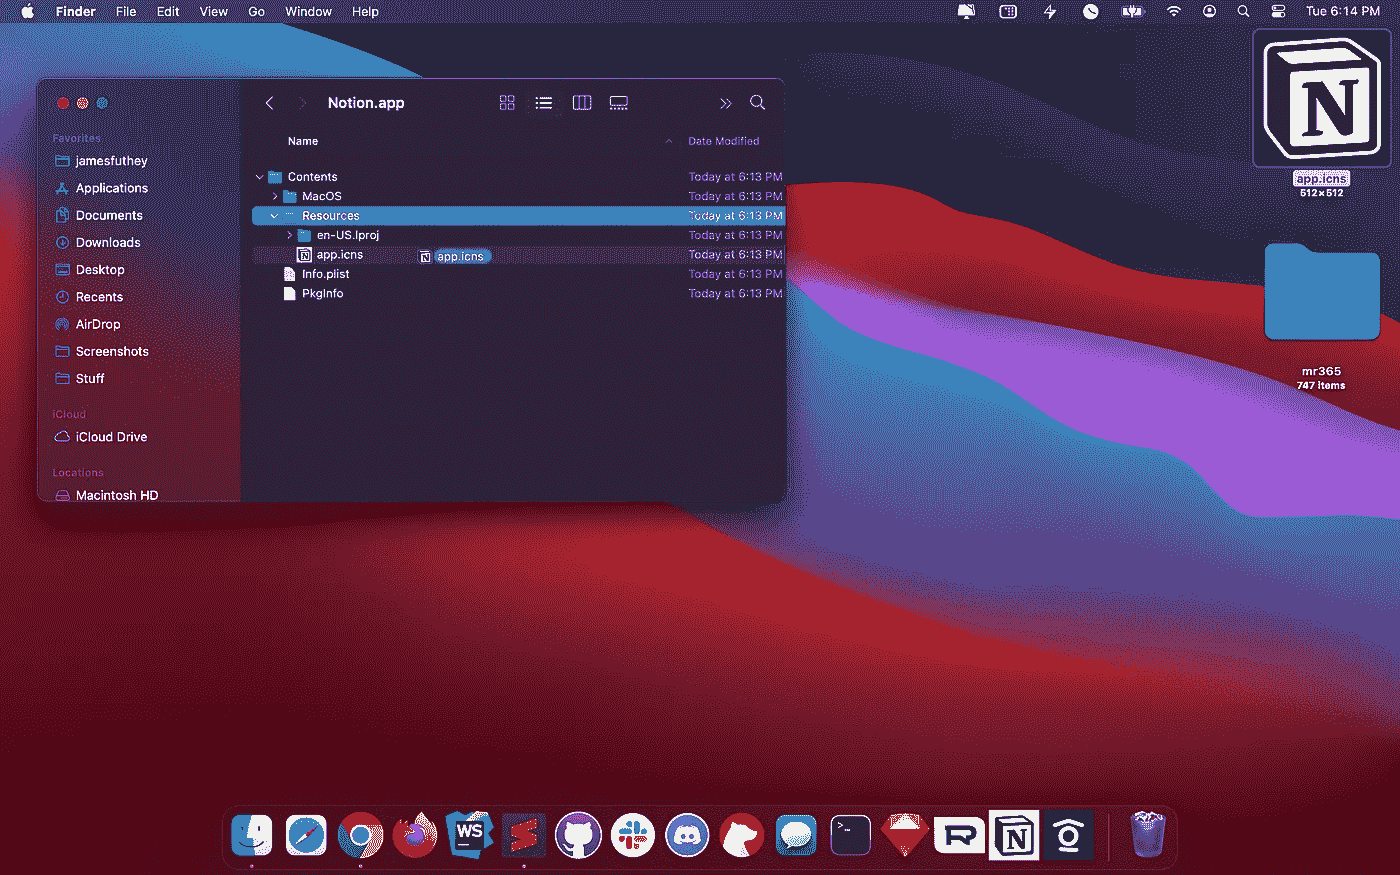 Finder File Edit View Go Window Help Tue 6:14 PM
Notion.app
Favorites
jamesfuthey
Applications
Documents
Downloads
Desktop
Recents
AirDrop
Screenshots
Stuff
iCloud
iCloud Drive
Locations
Macintosh HD
Name Date Modified
Contents Today at 6:13 PM
MacOS Today at 6:13 PM
Resources Today at 6:13 PM
en-US.lproj Today at 6:13 PM
app.icns app.icns Today at 6:13 PM
Info.plist Today at 6:13 PM
PkgInfo Today at 6:13 PM
N
app.icns
512×512
mr365
747 items
WS
>_
R
N